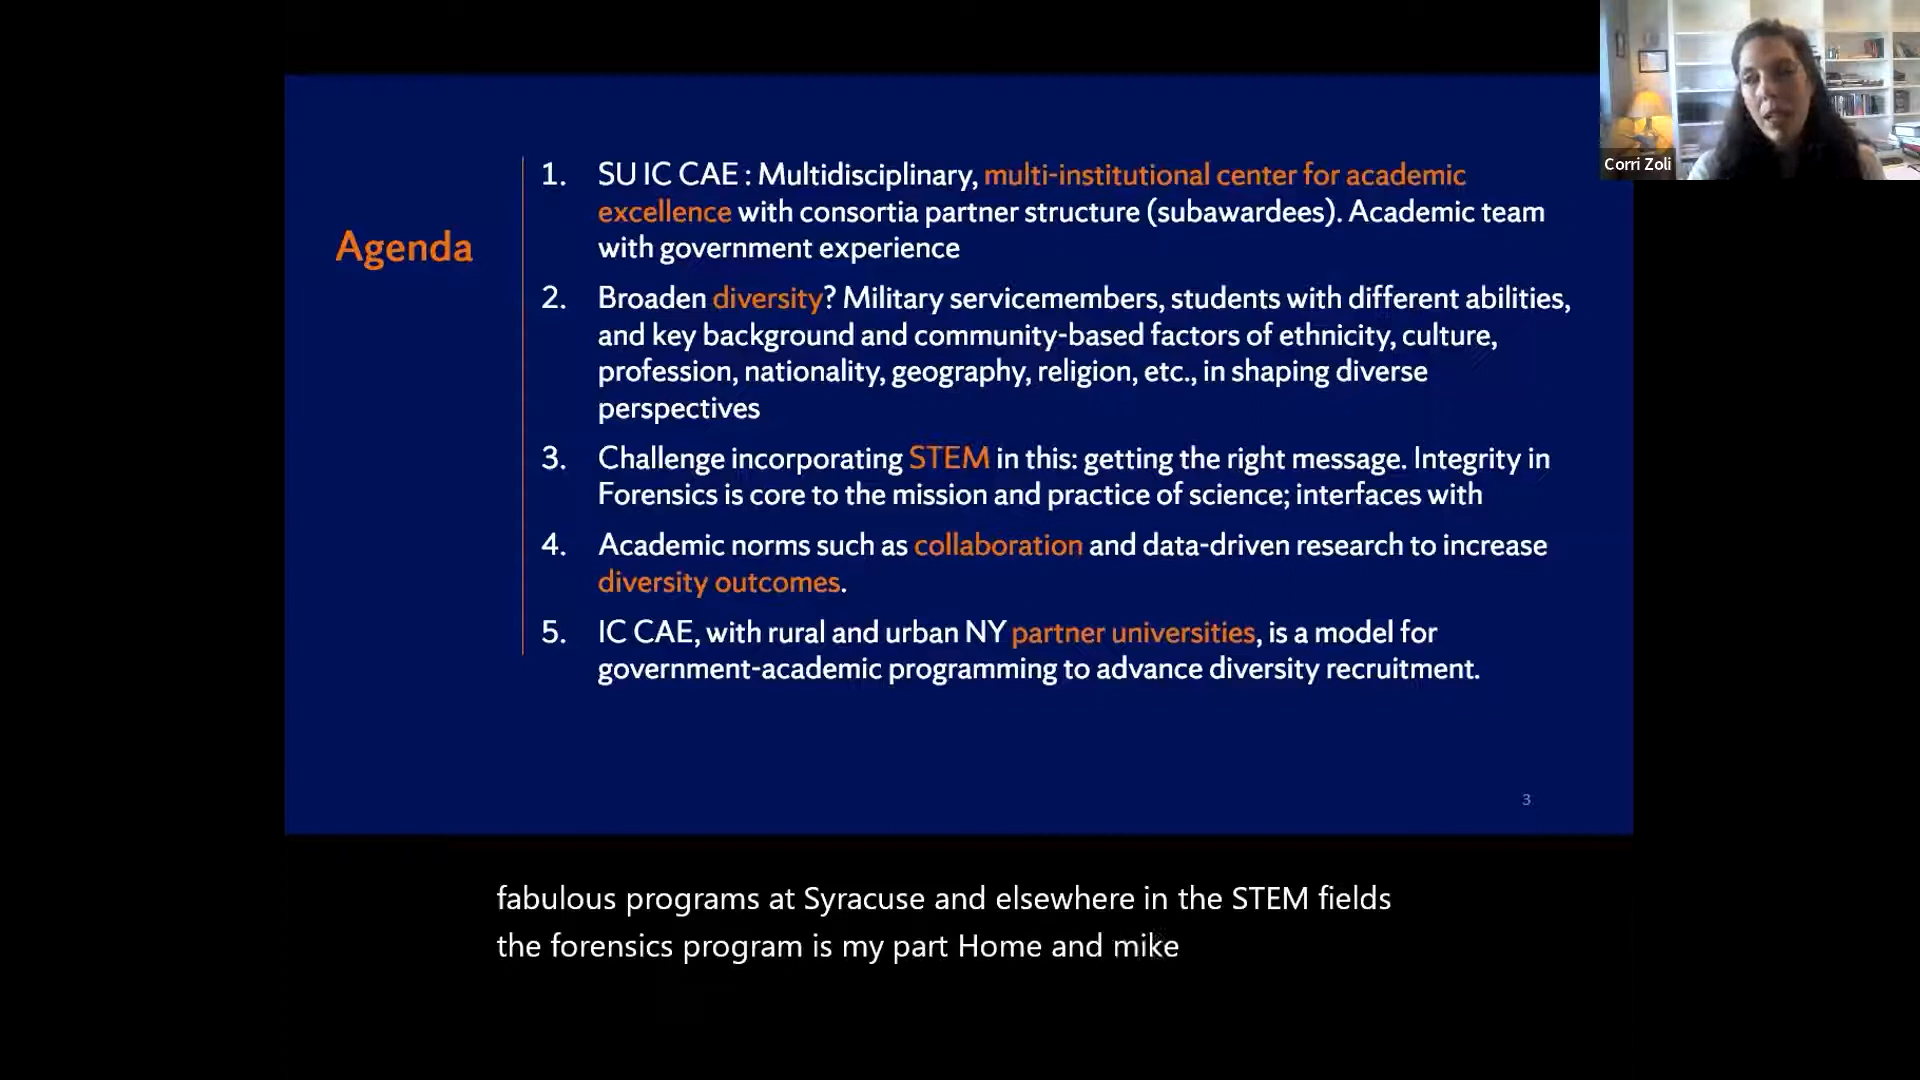 Corri Zoli
Agenda
1. SU IC CAE : Multidisciplinary, multi-institutional center for academic
excellence with consortia partner structure (subawardees). Academic team
with government experience
2. Broaden diversity? Military servicemembers, students with different abilities,
and key background and community-based factors of ethnicity, culture,
profession, nationality, geography, religion, etc., in shaping diverse
perspectives
3. Challenge incorporating STEM in this: getting the right message. Integrity in
Forensics is core to the mission and practice of science; interfaces with
4. Academic norms such as collaboration and data-driven research to increase
diversity outcomes.
5. IC CAE, with rural and urban NY partner universities, is a model for
government-academic programming to advance diversity recruitment.
3
fabulous programs at Syracuse and elsewhere in the STEM fields
the forensics program is my part Home and mike